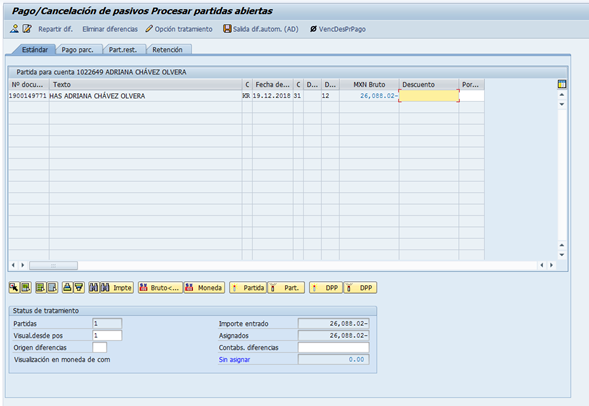 Pago/Cancelación de pasivos Procesar partidas abiertas
Repartir dif. Eliminar diferencias Opción tratamiento Salida dif.autom. (AD) VencDesPrPago
Estándar Pago parc. Part.rest. Retención
Partida para cuenta 1022649 ADRIANA CHÁVEZ OLVERA
Nº docu... Texto C Fecha de... C D... D... MXN Bruto Descuento Por...
1900149771 HAS ADRIANA CHÁVEZ OLVERA KR 19.12.2018 31 12 26,088.02-
Impte Bruto<... Moneda Partida Part. DPP DPP
Status de tratamiento
Partidas 1 Importe entrado 26,088.02-
Visual.desde pos 1 Asignados 26,088.02-
Origen diferencias Contabs. diferencias
Visualización en moneda de com Sin asignar 0.00